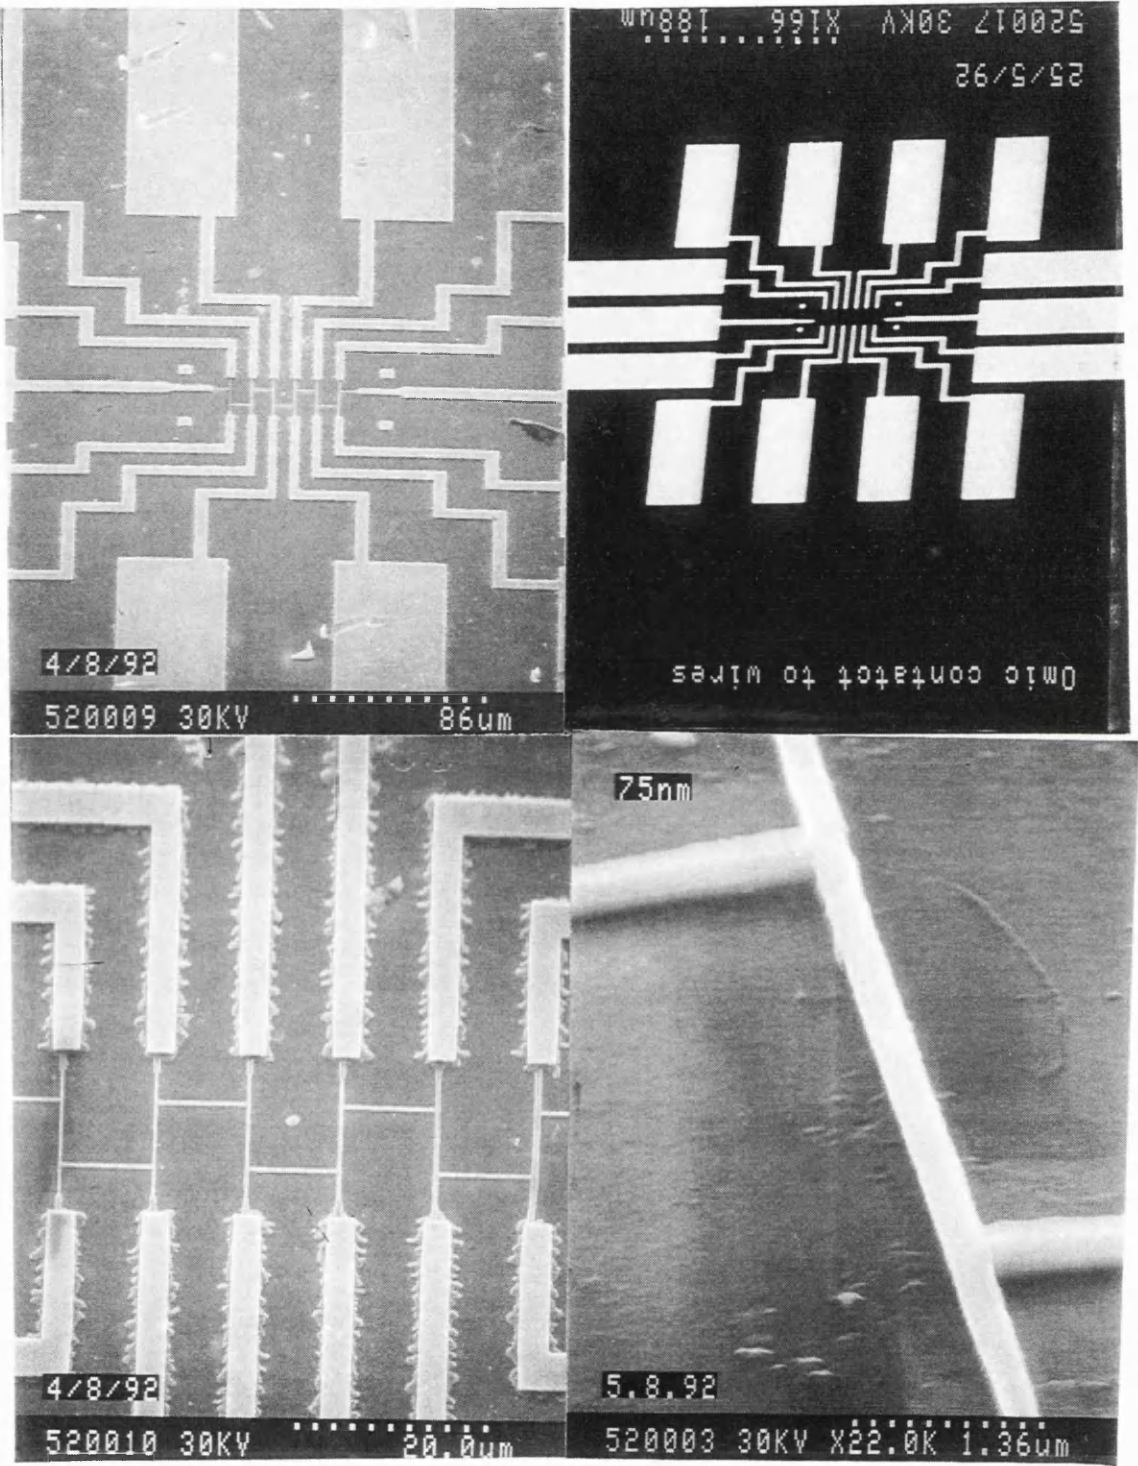 4/8/92
520009 30KV 86um
520017 30KV X166 188um
25/5/92
Omic contatct to wires
4/8/92
520010 30KV 20.0um
75nm
5.8.92
520003 30KV X22.0K 1.36um